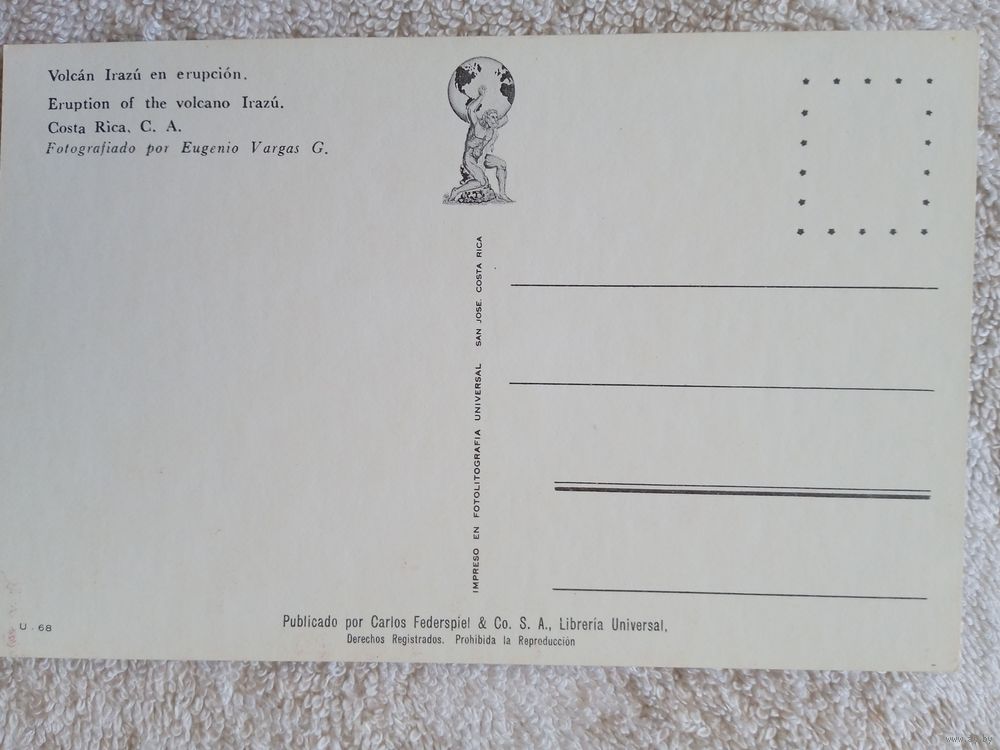 Volcán Irazú en erupción.
Eruption of the volcano Irazú.
Costa Rica, C. A.
Fotografiado por Eugenio Vargas G.
IMPRESO EN FOTOLITOGRAFIA UNIVERSAL SAN JOSE. COSTA RICA
U. 68
Publicado por Carlos Federspiel & Co. S. A., Librería Universal,
Derechos Registrados. Prohibida la Reproducción